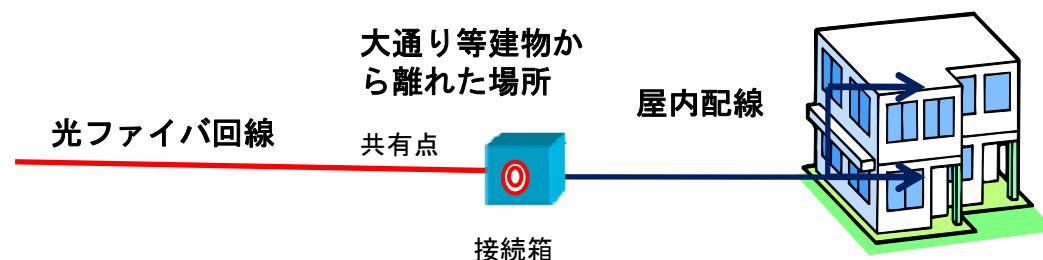 大通り等建物か
ら離れた場所
屋内配線
光ファイバ回線
共有点
接続箱